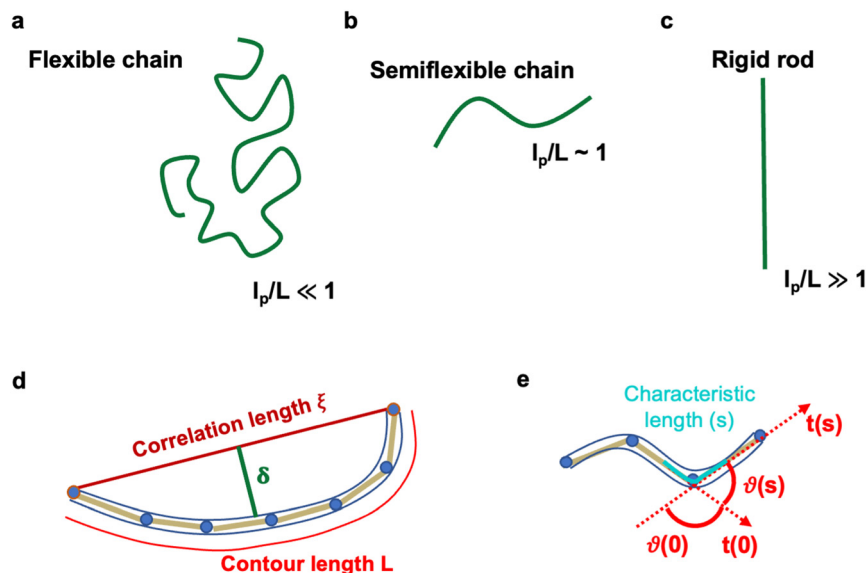 a
Flexible chain
lₚ/L ≪ 1
b
Semiflexible chain
lₚ/L ~ 1
c
Rigid rod
lₚ/L ≫ 1
d
Correlation length ξ
δ
Contour length L
e
Characteristic
length (s)
t(s)
ϑ(s)
ϑ(0)
t(0)